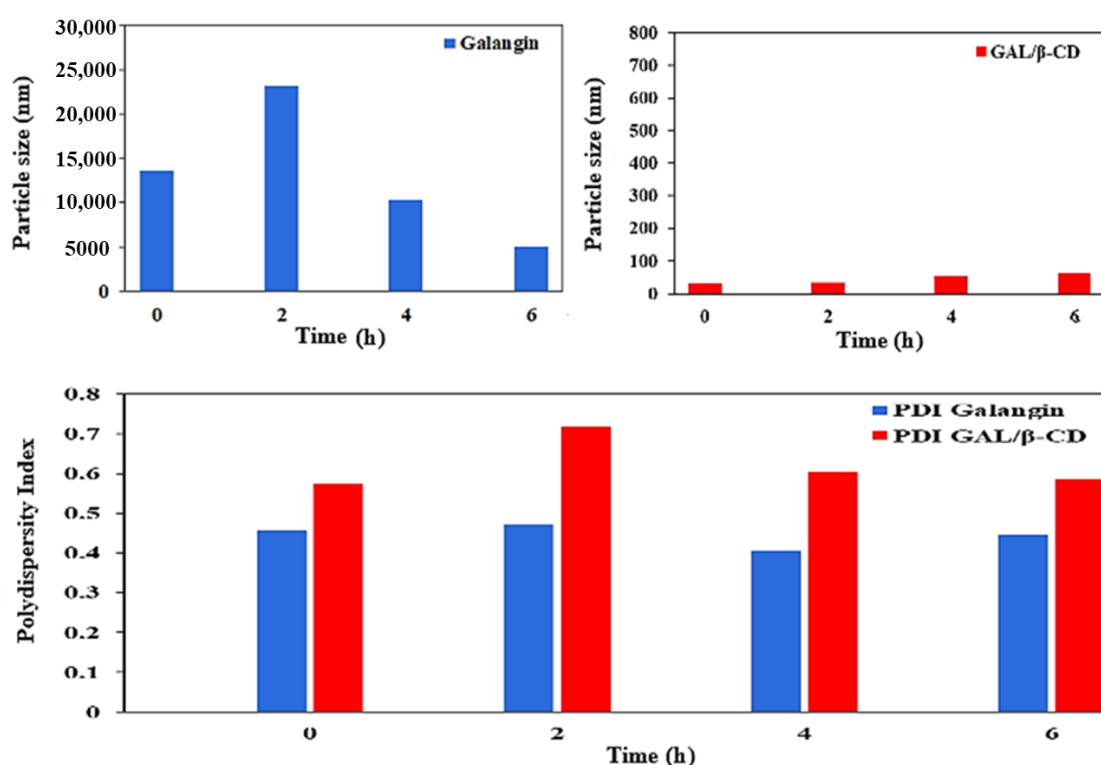 Galangin
Particle size (nm)
30,000
25,000
20,000
15,000
10,000
5000
0
0 2 4 6
Time (h)
GAL/β-CD
Particle size (nm)
800
700
600
500
400
300
200
100
0
0 2 4 6
Time (h)
PDI Galangin
PDI GAL/β-CD
Polydispersity Index
0.8
0.7
0.6
0.5
0.4
0.3
0.2
0.1
0
0 2 4 6
Time (h)